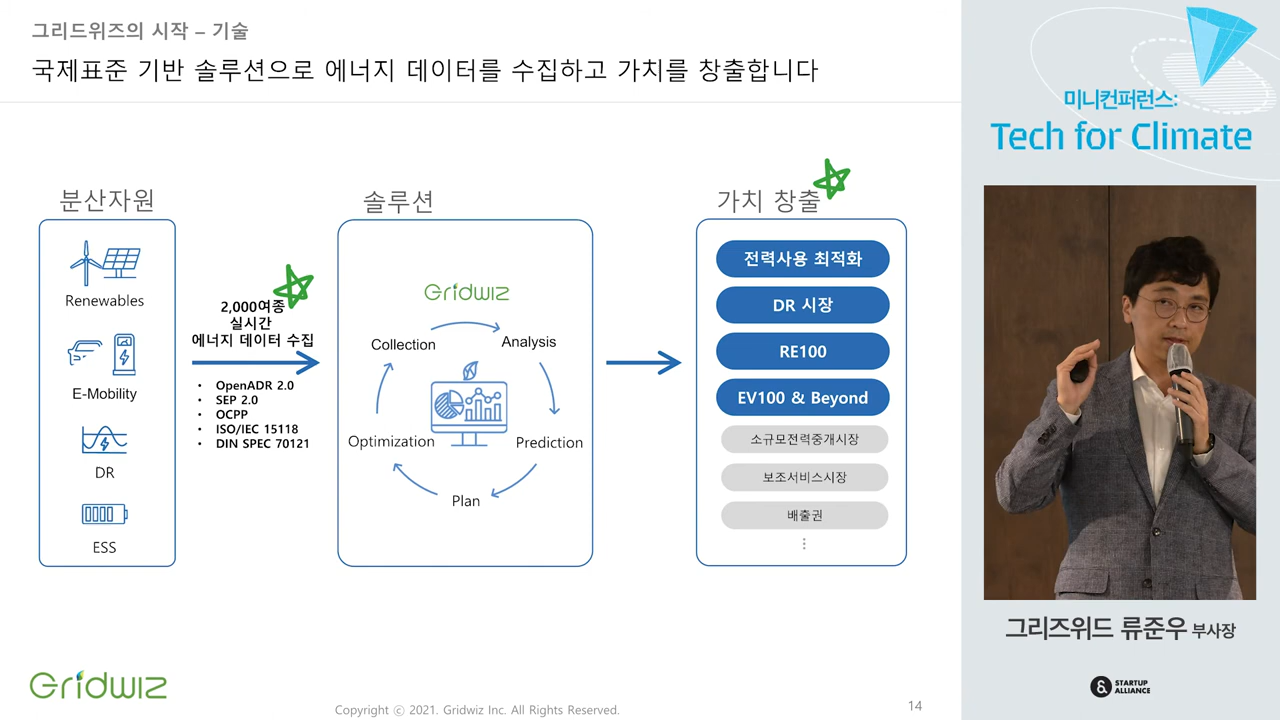 그리드위즈의 시작 – 기술
국제표준 기반 솔루션으로 에너지 데이터를 수집하고 가치를 창출합니다
분산자원
Renewables
E-Mobility
DR
ESS
2,000여종
실시간
에너지 데이터 수집
• OpenADR 2.0
• SEP 2.0
• OCPP
• ISO/IEC 15118
• DIN SPEC 70121
솔루션
Gridwiz
Collection
Analysis
Optimization
Prediction
Plan
가치 창출
전력사용 최적화
DR 시장
RE100
EV100 & Beyond
소규모전력중개시장
보조서비스시장
배출권
⋮
Gridwiz
Copyright ⓒ 2021. Gridwiz Inc. All Rights Reserved.
14
미니컨퍼런스:
Tech for Climate
그리즈위드 류준우 부사장
&
STARTUP
ALLIANCE